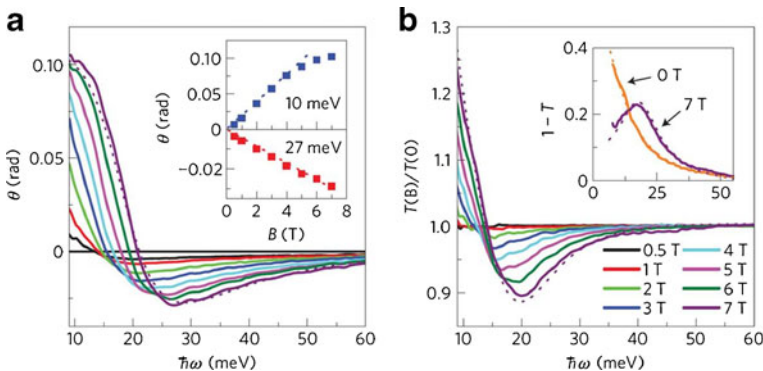 a
θ (rad)
0.10
0.05
0
10 20 30 40 50 60
ħω (meV)
θ (rad)
0.10
0.05
0
−0.02
10 meV
27 meV
0 2 4 6 8
B (T)
b
T(B)/T(0)
1.3
1.2
1.1
1.0
0.9
10 20 30 40 50 60
ħω (meV)
1 − T
0.4
0.2
0
0 25 50
0 T
7 T
0.5 T 4 T
1 T 5 T
2 T 6 T
3 T 7 T